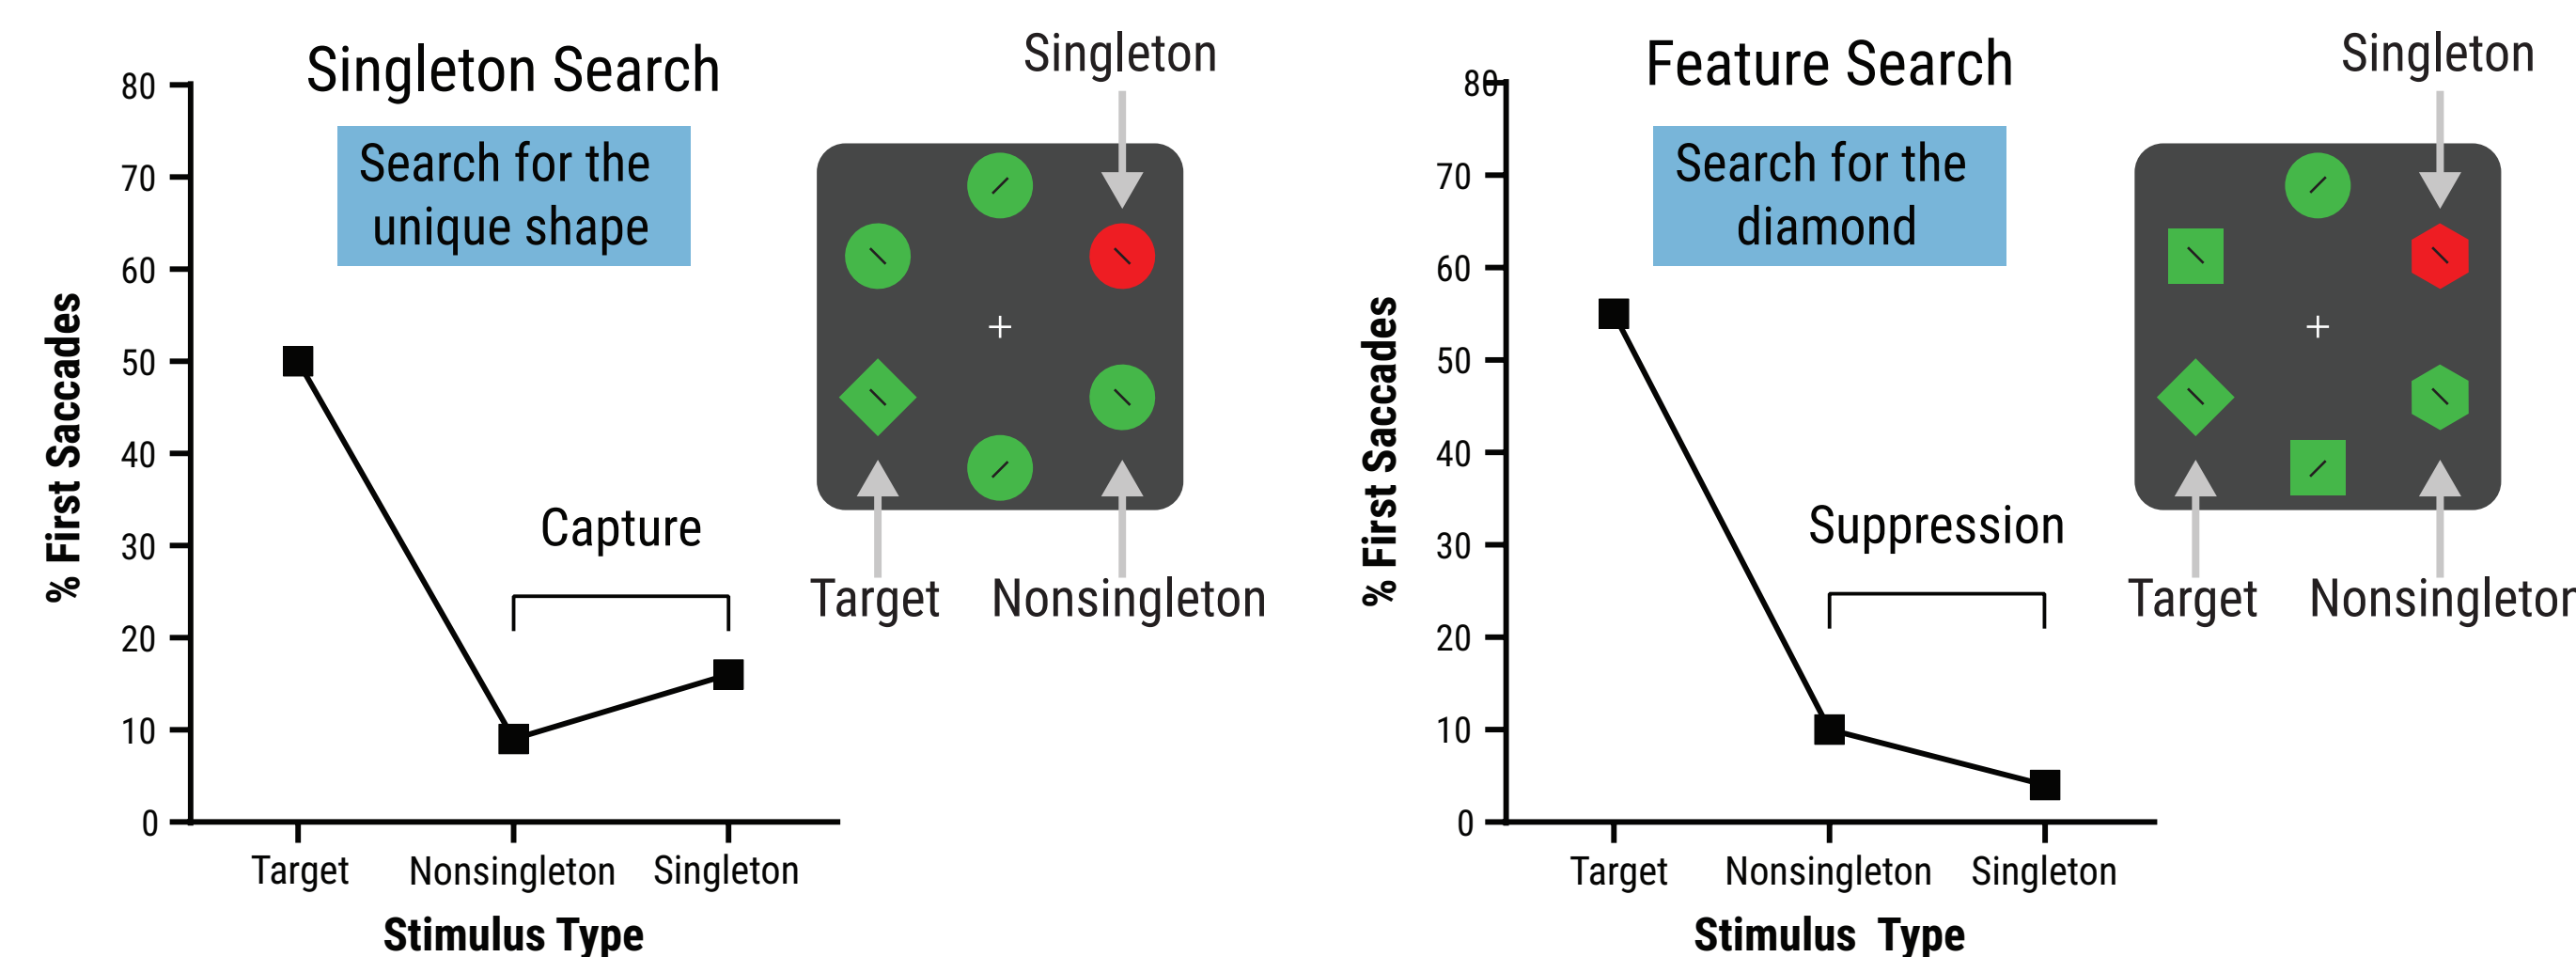 Singleton Search
Search for the
unique shape
80
70
60
50
40
30
20
10
0
% First Saccades
Capture
Target
Nonsingleton
Singleton
Stimulus Type
Singleton
Target
Nonsingleton
Feature Search
Search for the
diamond
80
70
60
50
40
30
20
10
0
% First Saccades
Suppression
Target
Nonsingleton
Singleton
Stimulus Type
Singleton
Target
Nonsingleton